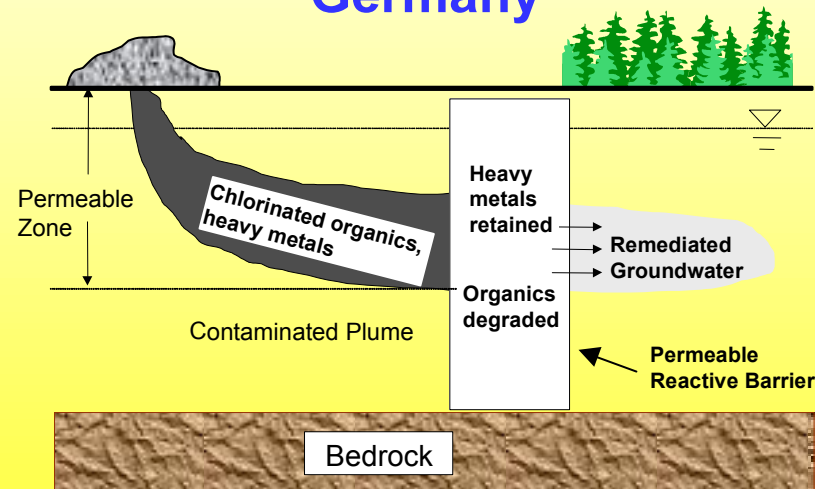 Germany
Permeable
Zone
Chlorinated organics,
heavy metals
Contaminated Plume
Heavy
metals
retained
Organics
degraded
Remediated
Groundwater
Permeable
Reactive Barrier
Bedrock